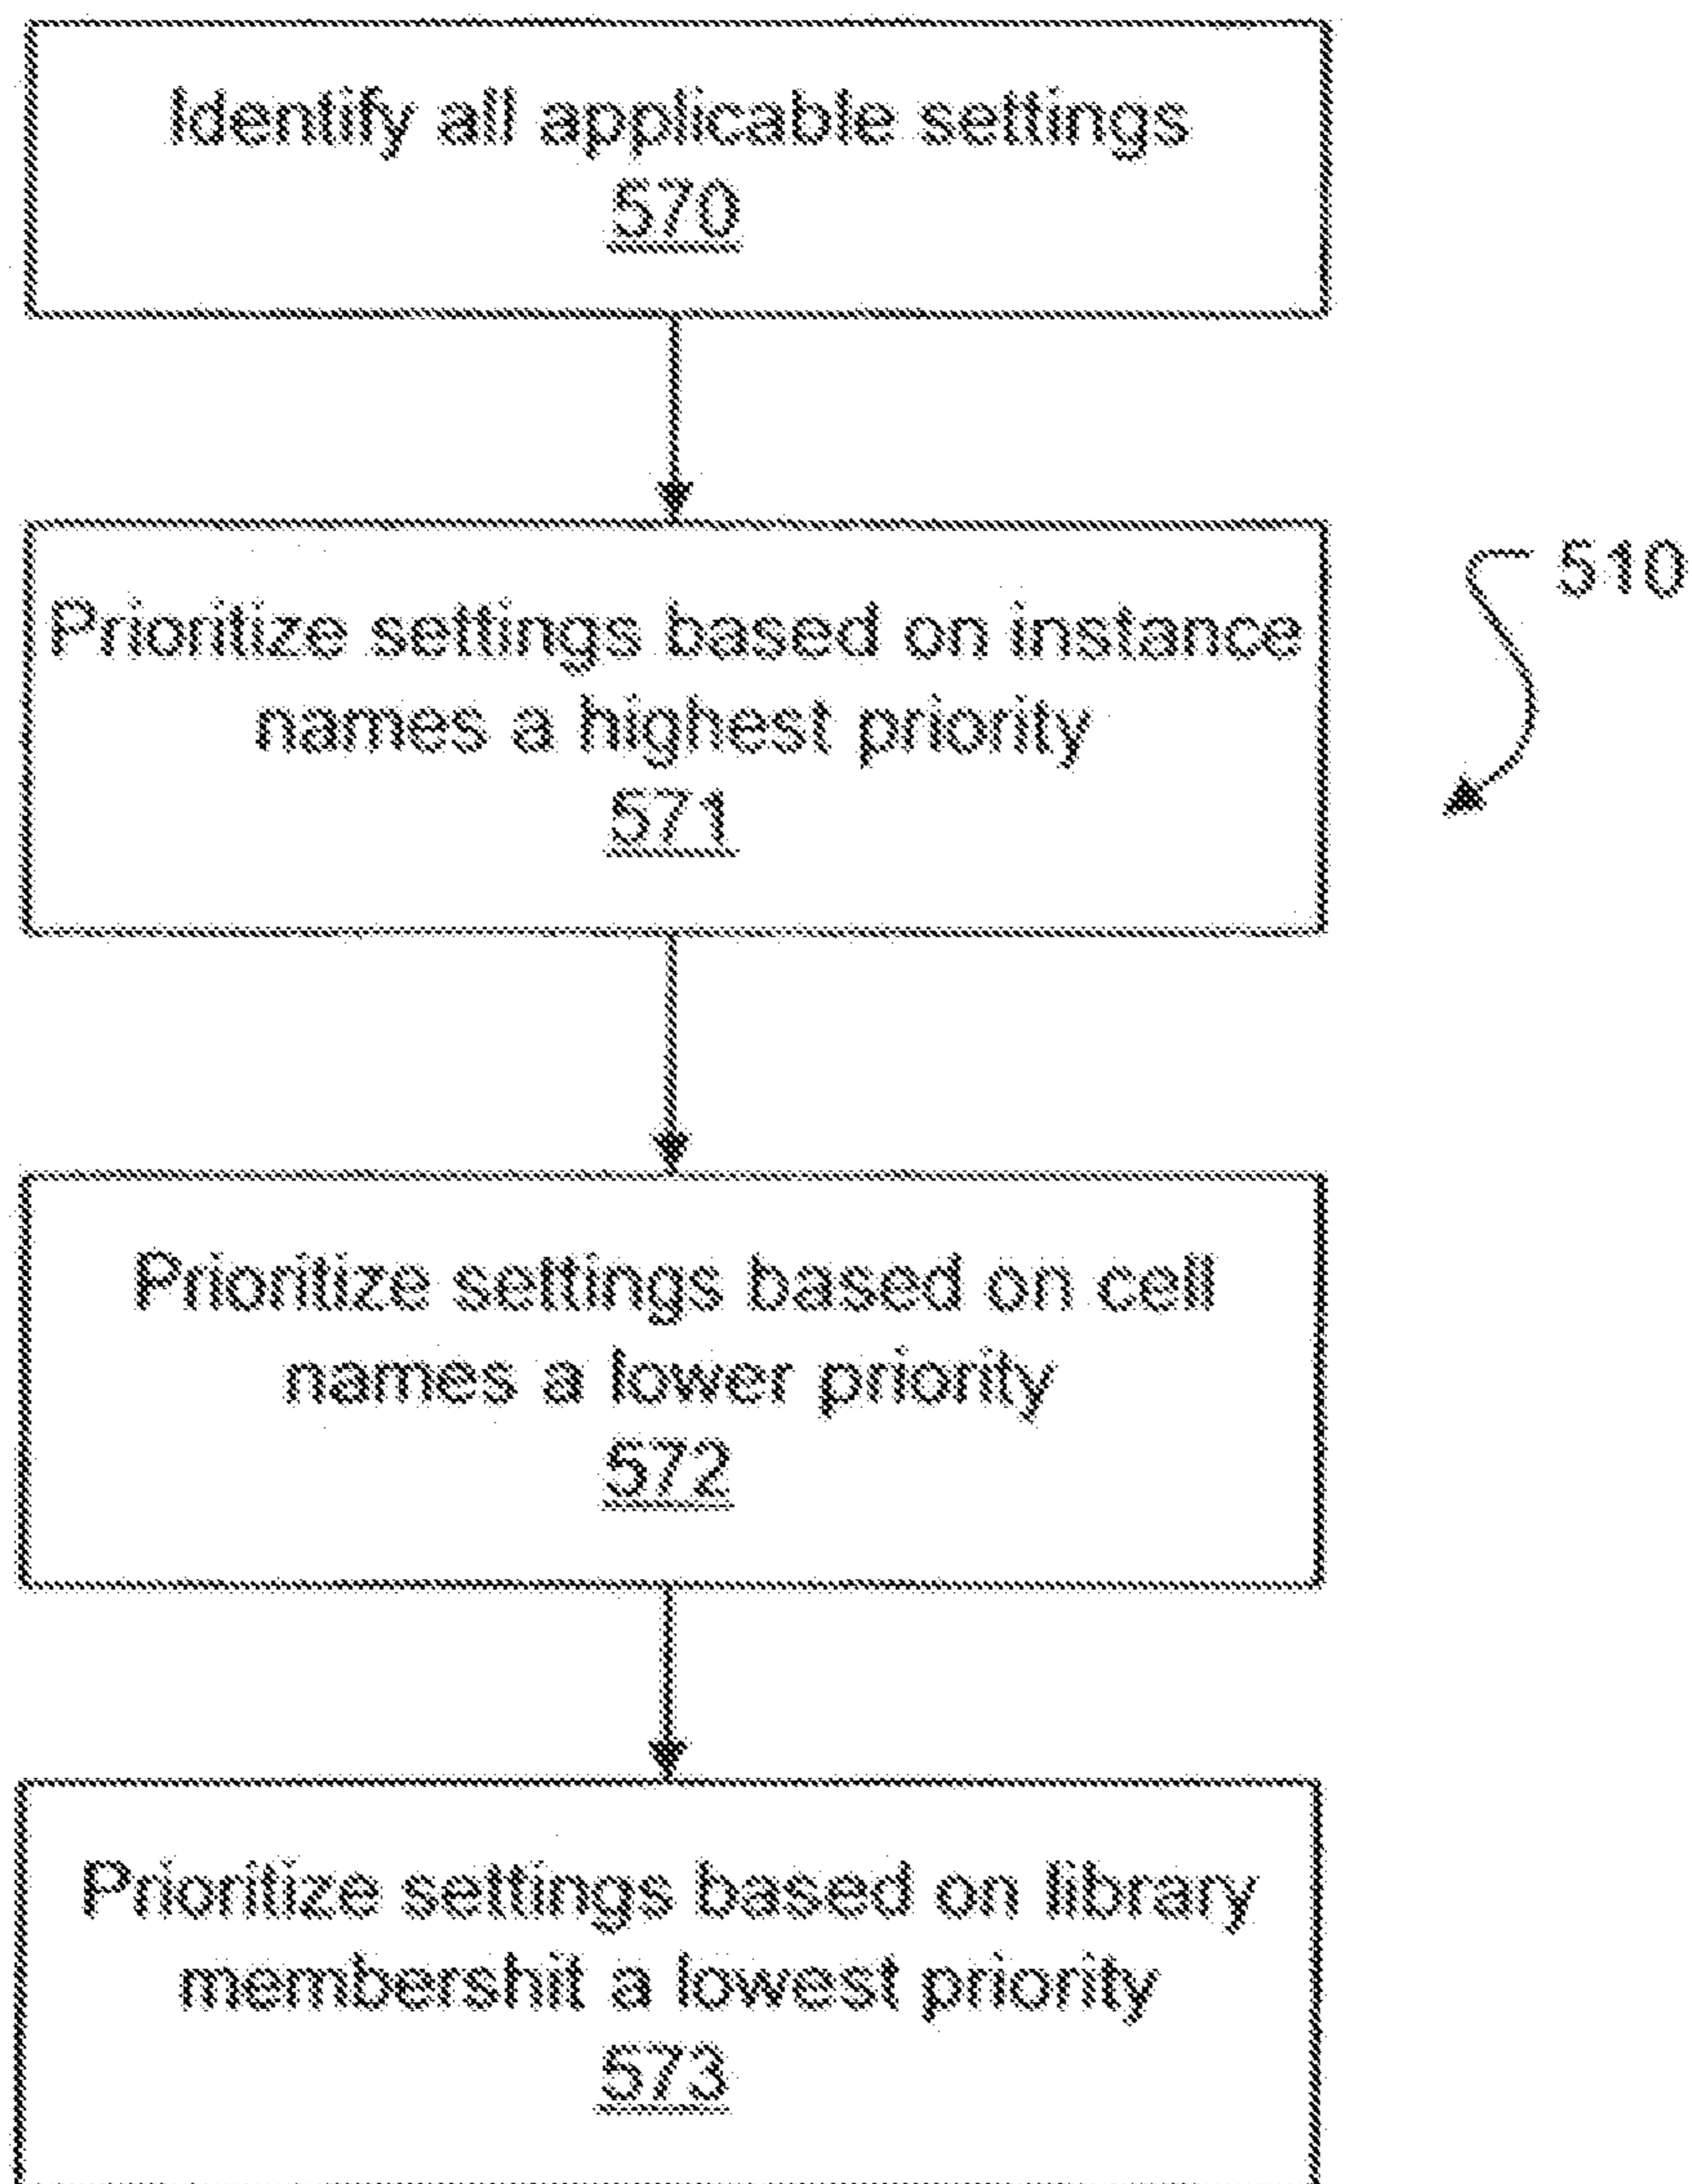 Identify all applicable settings
570
Prioritize settings based on instance
names a highest priority
571
510
Prioritize settings based on cell
names a lower priority
572
Prioritize settings based on library
membershit a lowest priority
573